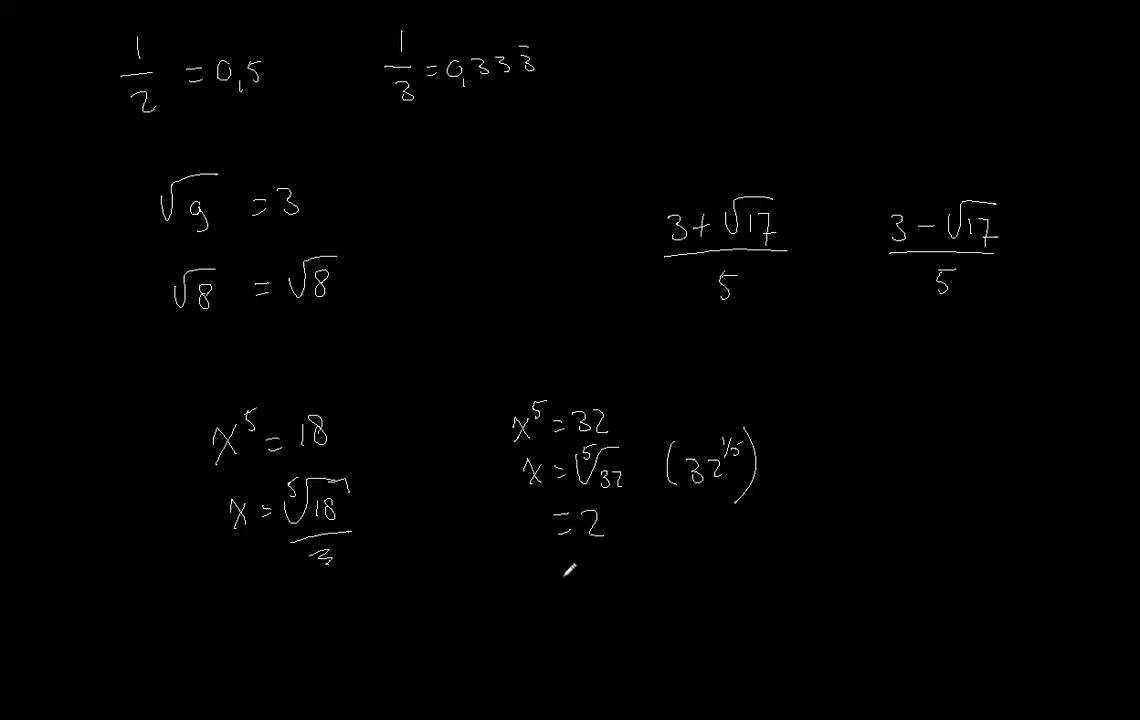 1/2 = 0,5    1/3 = 0,333̄
√9 = 3
√8 = √8
(3+√17)/5    (3−√17)/5
x⁵ = 18
x = ⁵√18
3
x⁵ = 32
x = ⁵√32  (32^1/5)
= 2